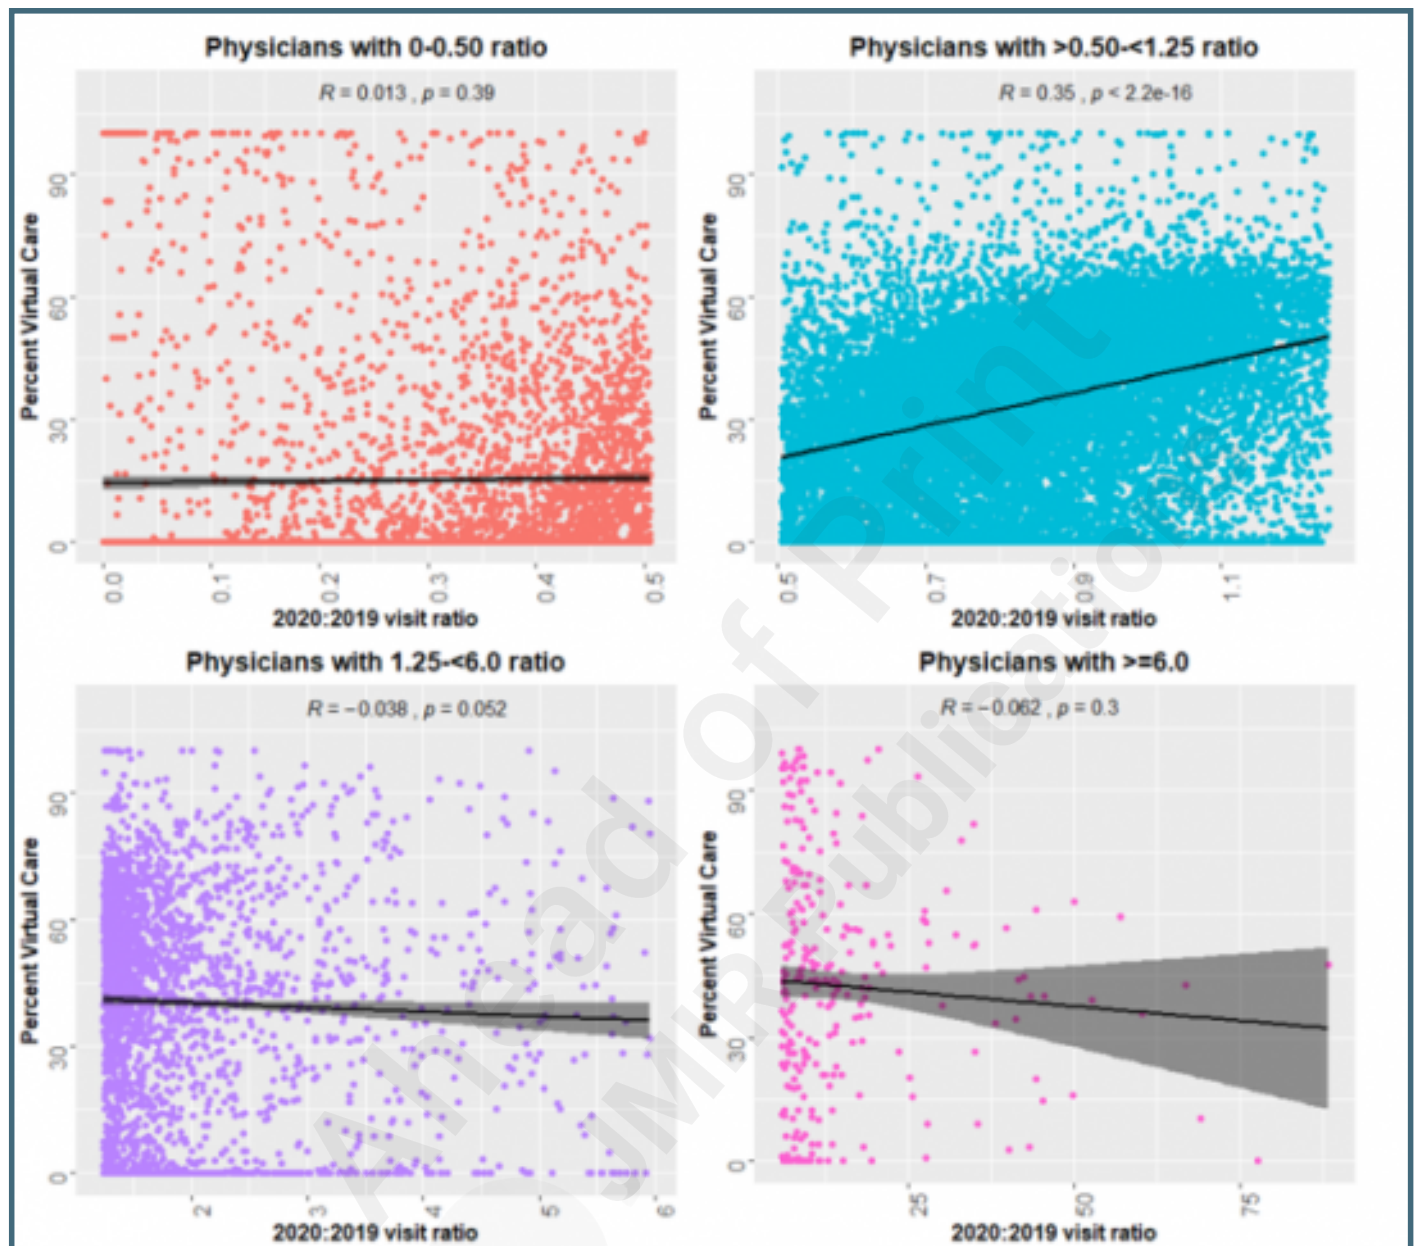 Physicians with 0-0.50 ratio
R = 0.013 , p = 0.39
Percent Virtual Care
90
60
30
0
0.0 0.1 0.2 0.3 0.4 0.5
2020:2019 visit ratio
Physicians with >0.50-<1.25 ratio
R = 0.35 , p < 2.2e-16
Percent Virtual Care
90
60
30
0
0.5 0.7 0.9 1.1
2020:2019 visit ratio
Physicians with 1.25-<6.0 ratio
R = −0.038 , p = 0.052
Percent Virtual Care
90
60
30
0
2 3 4 5 6
2020:2019 visit ratio
Physicians with >=6.0
R = −0.062 , p = 0.3
Percent Virtual Care
90
60
30
0
25 50 75
2020:2019 visit ratio
Ahead of Print
JMIR Publications